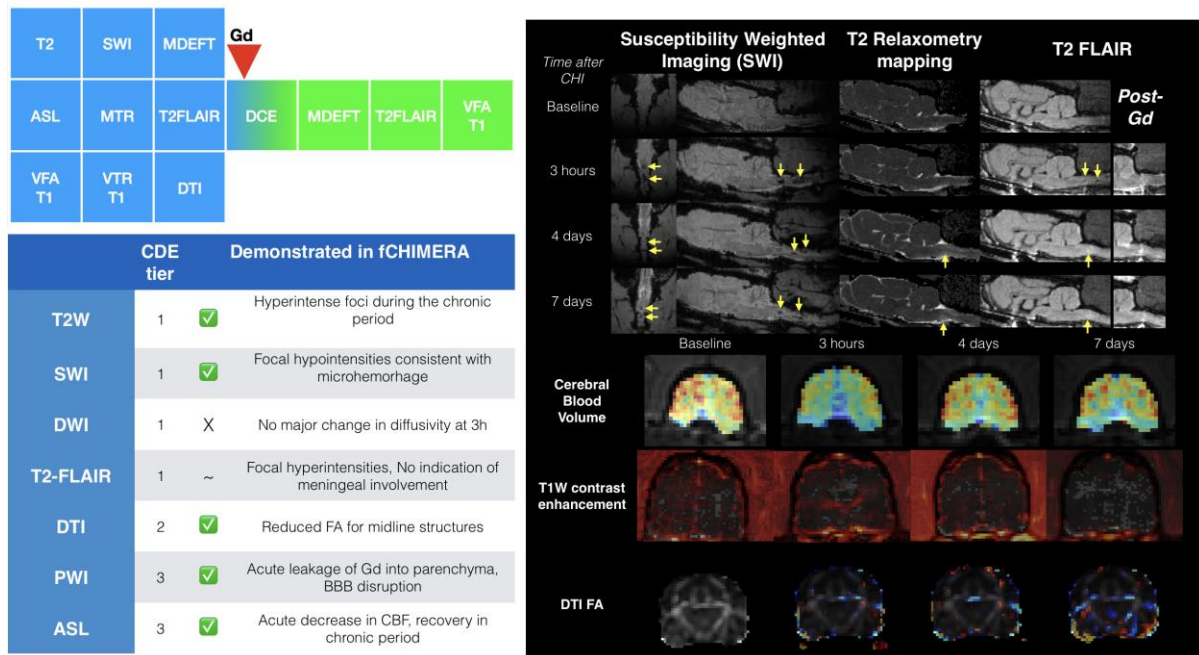 T2 SWI MDEFT
Gd
ASL MTR T2FLAIR DCE MDEFT T2FLAIR VFA
T1
VFA
T1
VTR
T1
DTI
CDE
tier
Demonstrated in fCHIMERA
T2W 1 ✅ Hyperintense foci during the chronic
period
SWI 1 ✅ Focal hypointensities consistent with
microhemorhage
DWI 1 X No major change in diffusivity at 3h
T2-FLAIR 1 ~ Focal hyperintensities, No indication of
meningeal involvement
DTI 2 ✅ Reduced FA for midline structures
PWI 3 ✅ Acute leakage of Gd into parenchyma,
BBB disruption
ASL 3 ✅ Acute decrease in CBF, recovery in
chronic period
Time after
CHI
Susceptibility Weighted
Imaging (SWI)
T2 Relaxometry
mapping
T2 FLAIR
Baseline
Post-
Gd
3 hours
4 days
7 days
Baseline 3 hours 4 days 7 days
Cerebral
Blood
Volume
T1W contrast
enhancement
DTI FA